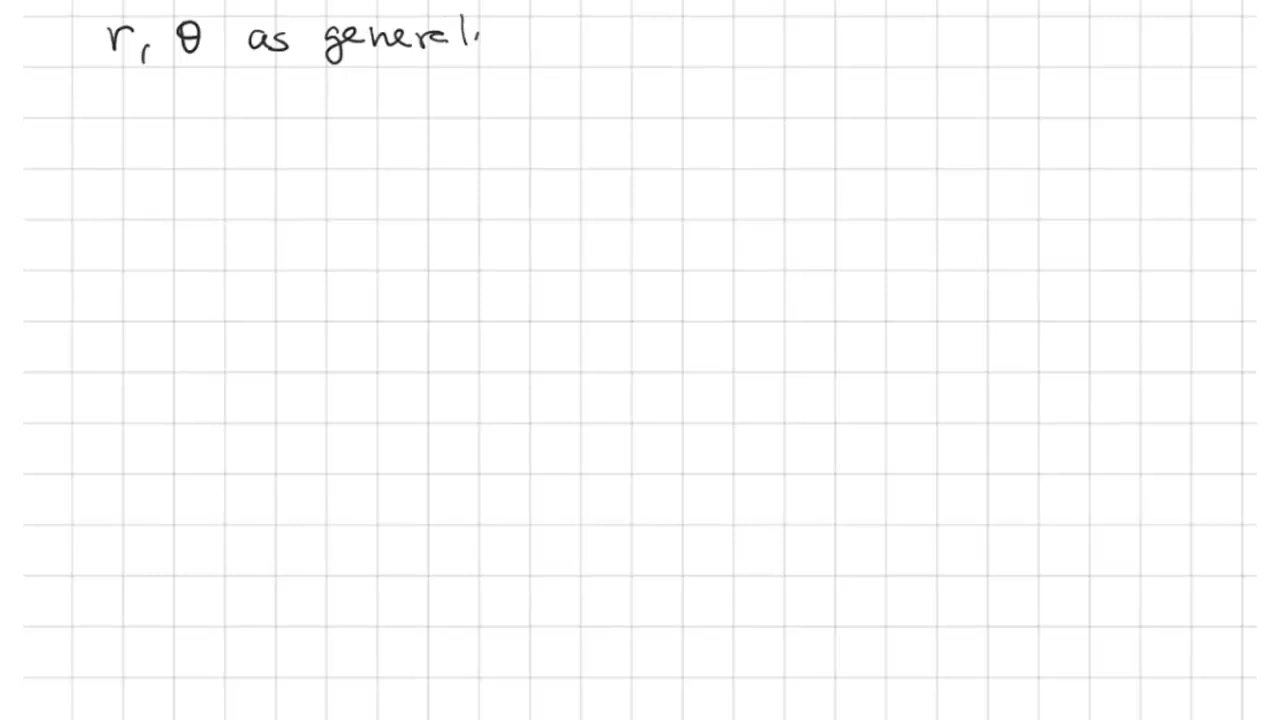 r, θ as general